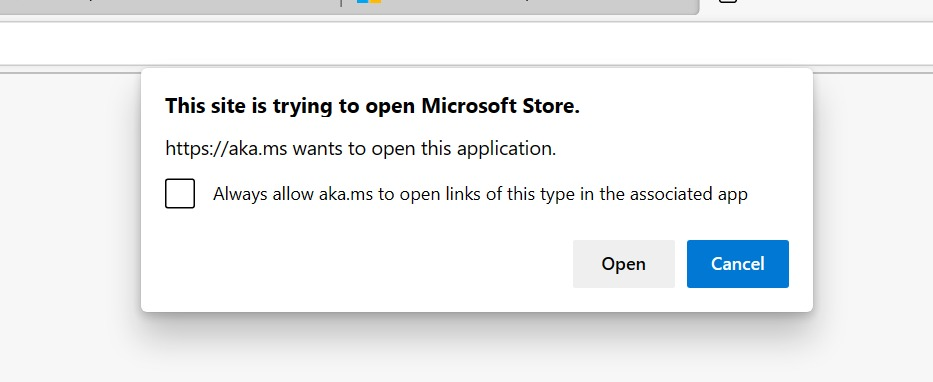 This site is trying to open Microsoft Store.
https://aka.ms wants to open this application.
Always allow aka.ms to open links of this type in the associated app
Open
Cancel